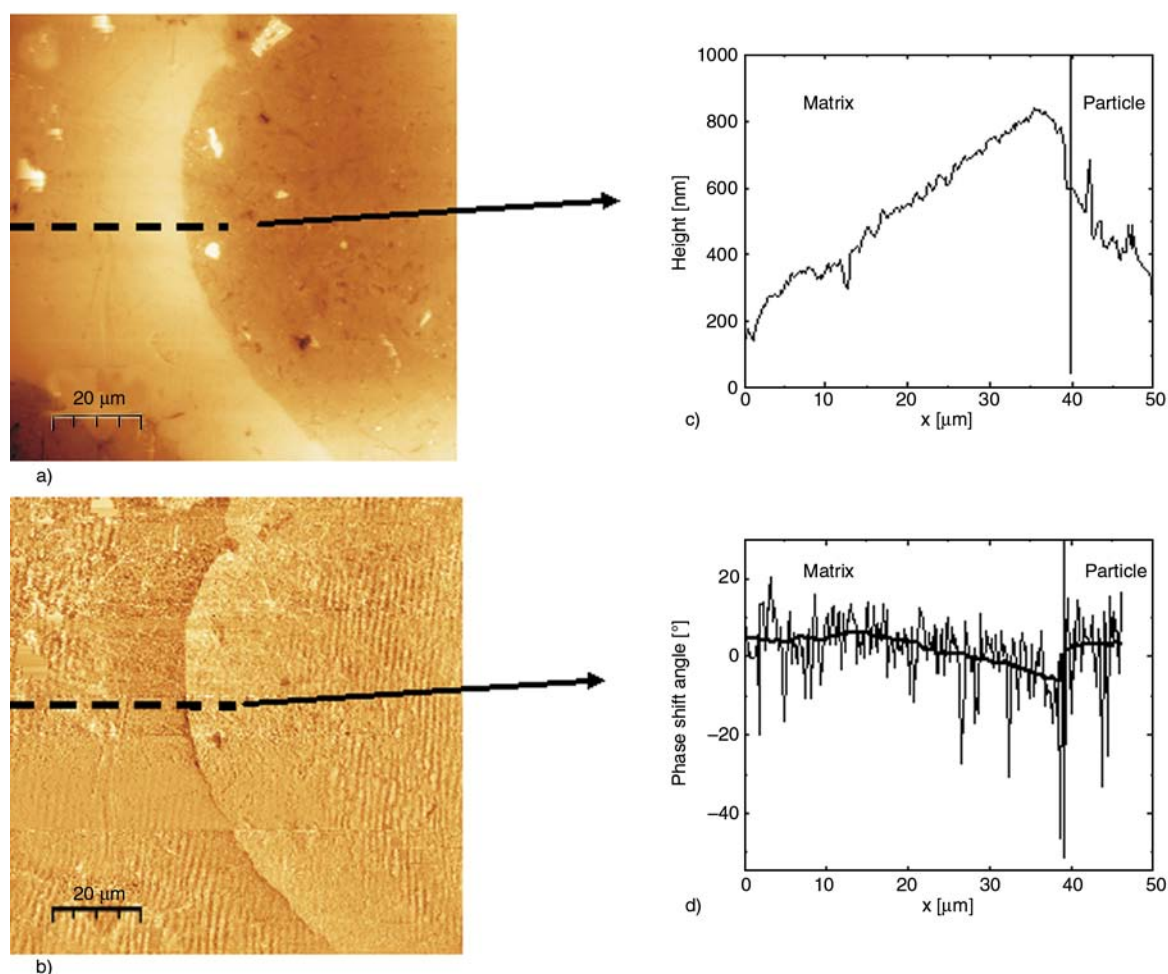 20 μm
a)
20 μm
b)
1000
800
600
400
200
0
Height [nm]
Matrix
Particle
0
10
20
30
40
50
x [μm]
c)
20
0
−20
−40
Phase shift angle [°]
Matrix
Particle
0
10
20
30
40
50
x [μm]
d)